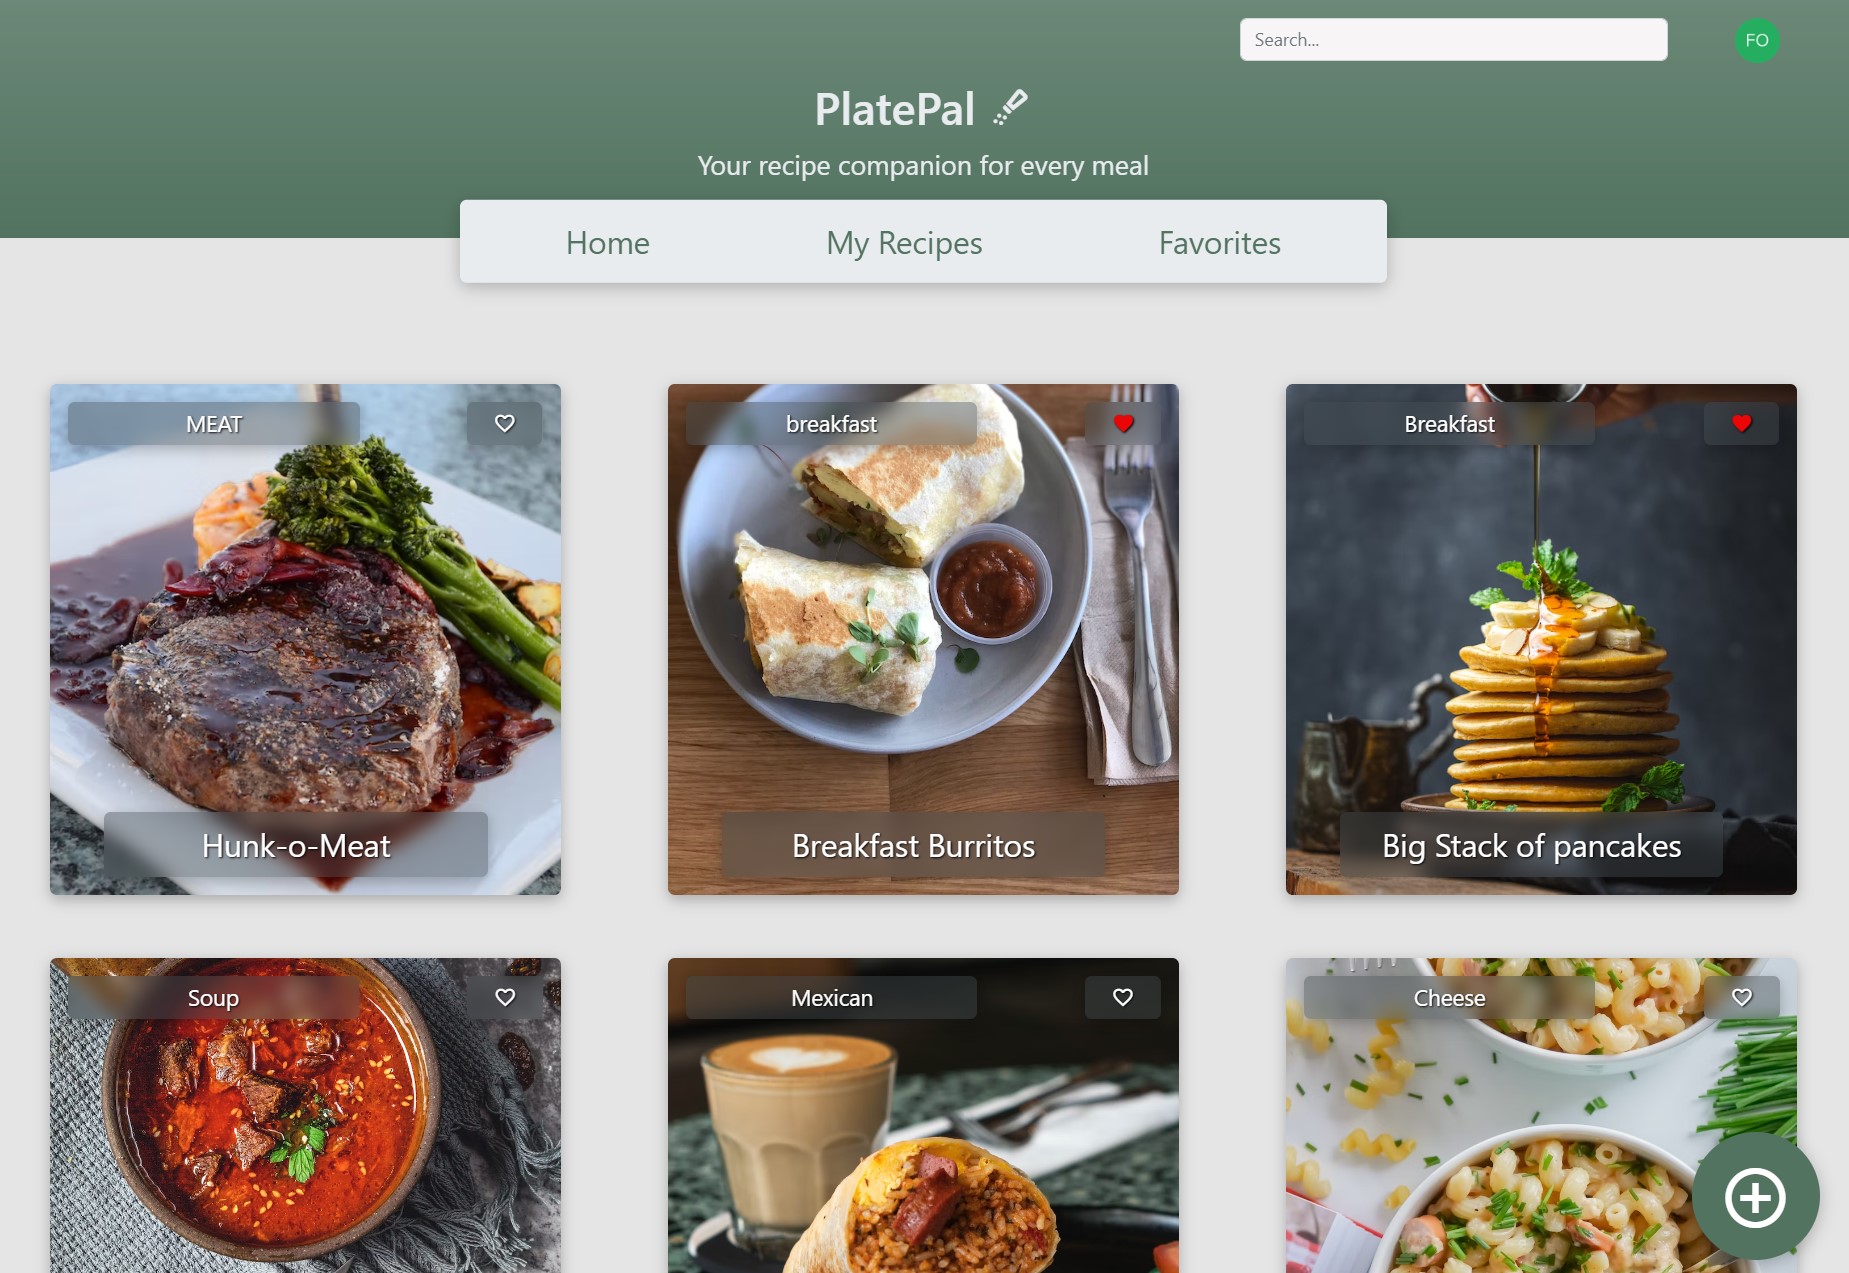 Search...
FO
PlatePal
Your recipe companion for every meal
Home My Recipes Favorites
MEAT
Hunk-o-Meat
breakfast
Breakfast Burritos
Breakfast
Big Stack of pancakes
Soup
Mexican
Cheese